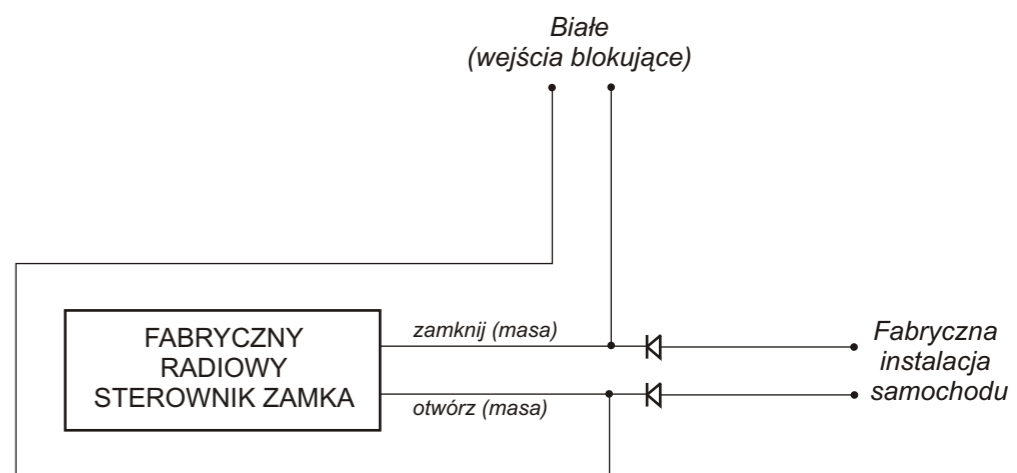 Białe
(wejścia blokujące)
FABRYCZNY
RADIOWY
STEROWNIK ZAMKA
zamknij (masa)
otwórz (masa)
Fabryczna
instalacja
samochodu